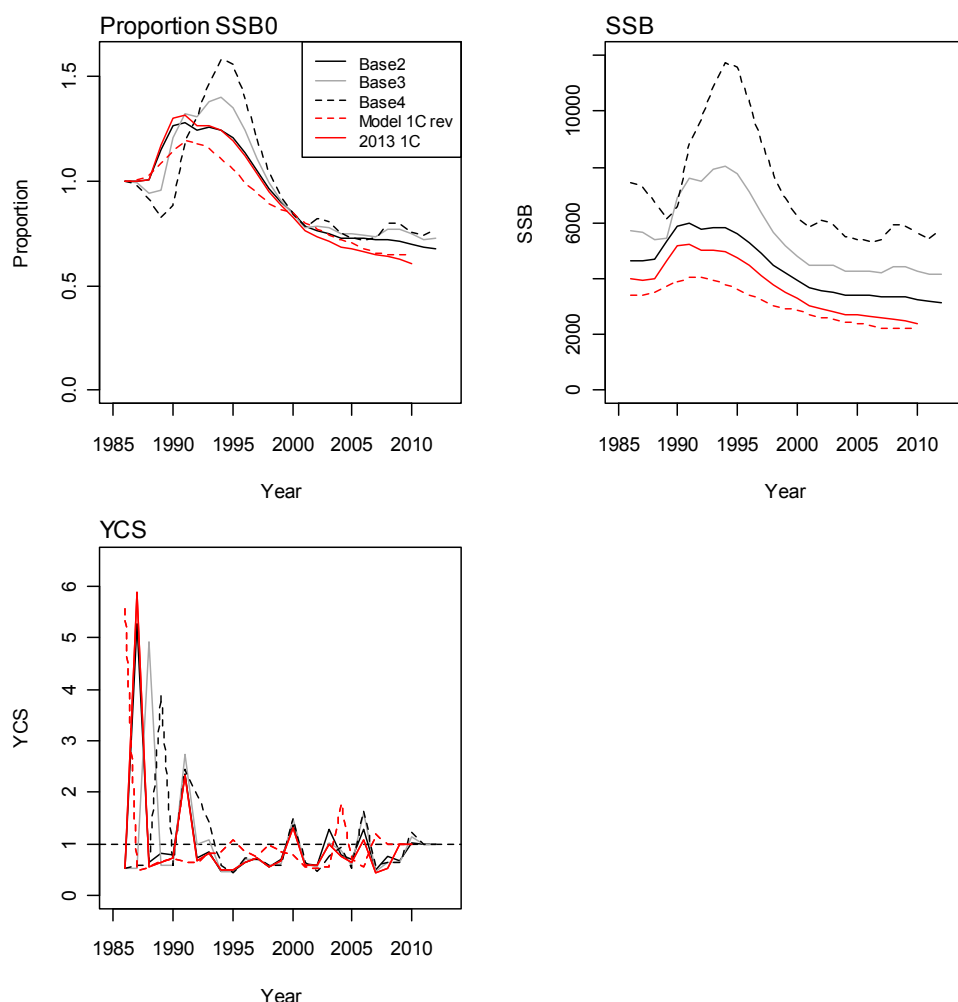 Proportion SSB0
Proportion
0.0 0.5 1.0 1.5
Base2
Base3
Base4
Model 1C rev
2013 1C
1985 1990 1995 2000 2005 2010
Year
SSB
SSB
0 2000 4000 6000 10000
1985 1990 1995 2000 2005 2010
Year
YCS
YCS
0 1 2 3 4 5 6
1985 1990 1995 2000 2005 2010
Year